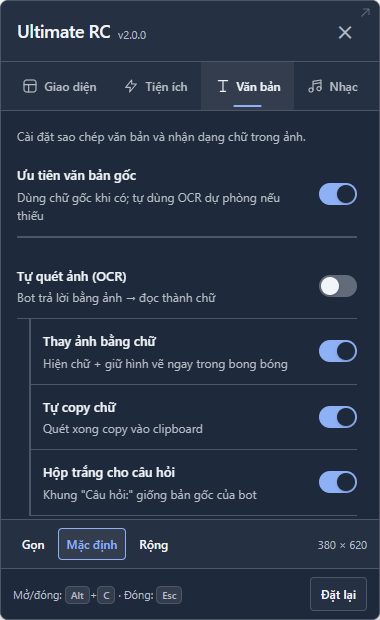 Ultimate RC v2.0.0
Giao diện Tiện ích Văn bản Nhạc
Cài đặt sao chép văn bản và nhận dạng chữ trong ảnh.
Ưu tiên văn bản gốc
Dùng chữ gốc khi có; tự dùng OCR dự phòng nếu
thiếu
Tự quét ảnh (OCR)
Bot trả lời bằng ảnh → đọc thành chữ
Thay ảnh bằng chữ
Hiện chữ + giữ hình vẽ ngay trong bong bóng
Tự copy chữ
Quét xong copy vào clipboard
Hộp trắng cho câu hỏi
Khung "Câu hỏi:" giống bản gốc của bot
Gọn Mặc định Rộng 380 × 620
Mở/đóng: Alt + C · Đóng: Esc Đặt lại